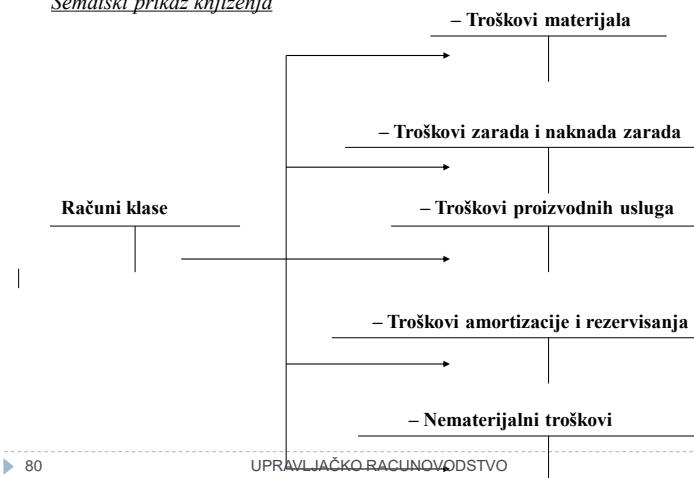 Šematski prikaz knjiženja
– Troškovi materijala
– Troškovi zarada i naknada zarada
Računi klase
– Troškovi proizvodnih usluga
– Troškovi amortizacije i rezervisanja
– Nematerijalni troškovi
80
UPRAVLJAČKO RACUNOVODSTVO